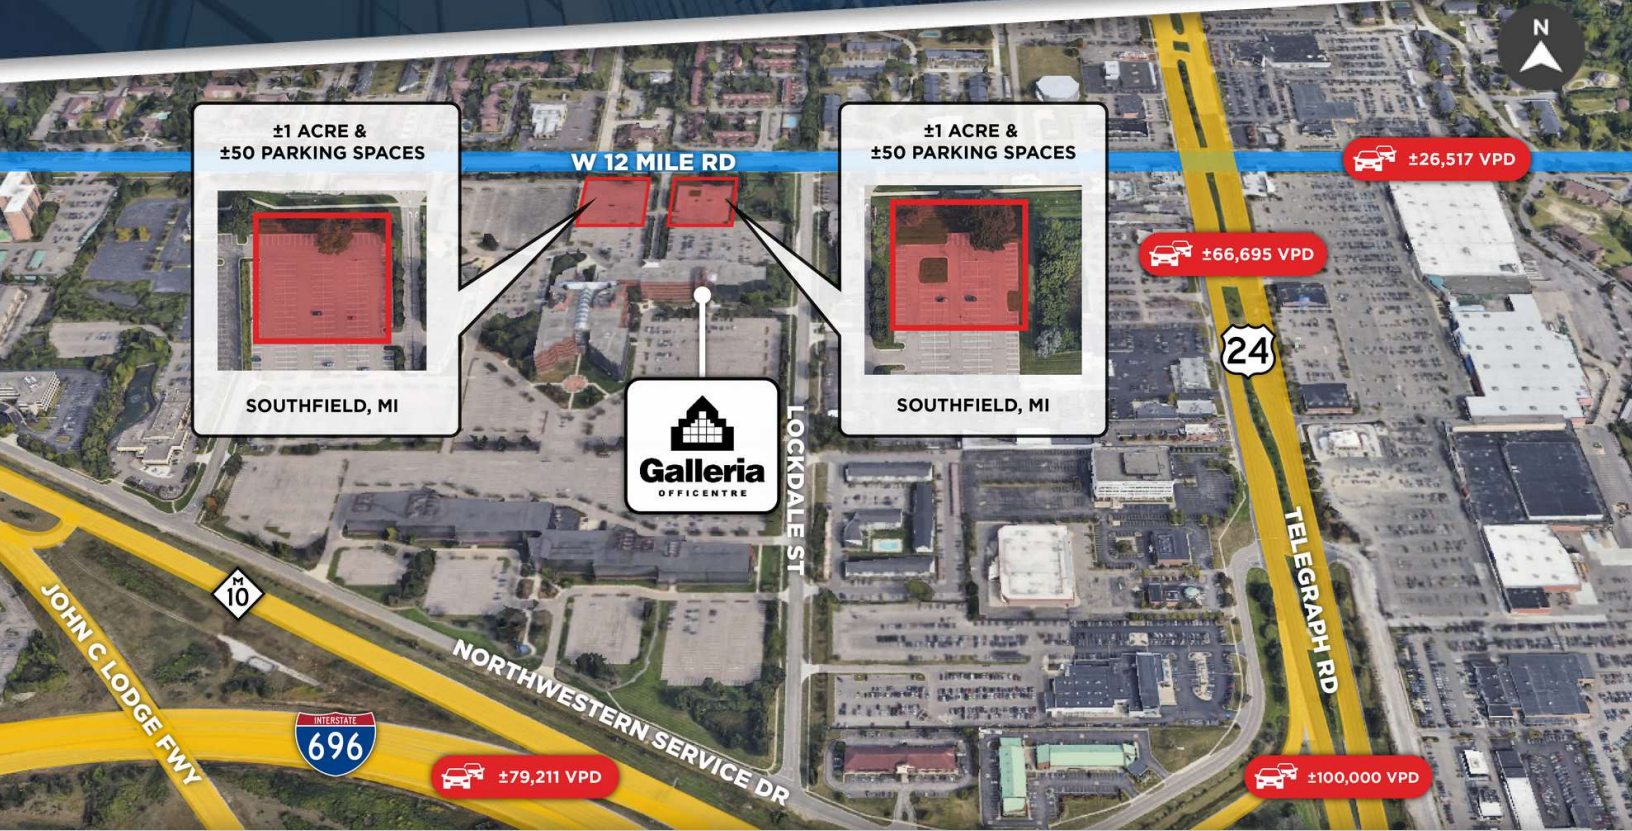 N
±1 ACRE &
±50 PARKING SPACES
SOUTHFIELD, MI
W 12 MILE RD
±1 ACRE &
±50 PARKING SPACES
SOUTHFIELD, MI
±26,517 VPD
±66,695 VPD
24
Galleria
OFFICENTRE
LOCKDALE ST
TELEGRAPH RD
M
10
JOHN C LODGE FWY
NORTHWESTERN SERVICE DR
INTERSTATE
696
±79,211 VPD
±100,000 VPD